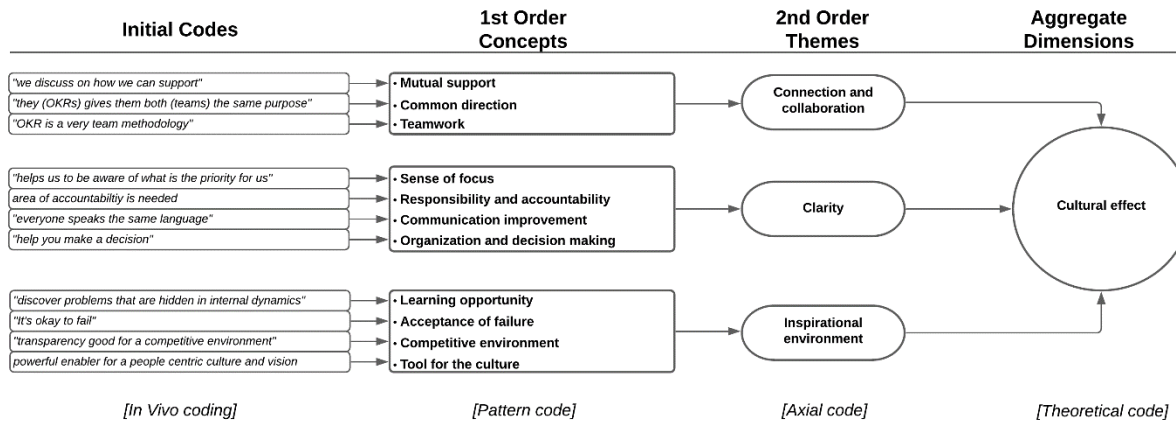 Initial Codes
1st Order
Concepts
2nd Order
Themes
Aggregate
Dimensions
"we discuss on how we can support"
"they (OKRs) gives them both (teams) the same purpose"
"OKR is a very team methodology"
• Mutual support
• Common direction
• Teamwork
Connection and
collaboration
"helps us to be aware of what is the priority for us"
area of accountabiltiy is needed
"everyone speaks the same language"
"help you make a decision"
• Sense of focus
• Responsibility and accountability
• Communication improvement
• Organization and decision making
Clarity
Cultural effect
"discover problems that are hidden in internal dynamics"
"It's okay to fail"
"transparency good for a competitive environment"
powerful enabler for a people centric culture and vision
• Learning opportunity
• Acceptance of failure
• Competitive environment
• Tool for the culture
Inspirational
environment
[In Vivo coding]
[Pattern code]
[Axial code]
[Theoretical code]